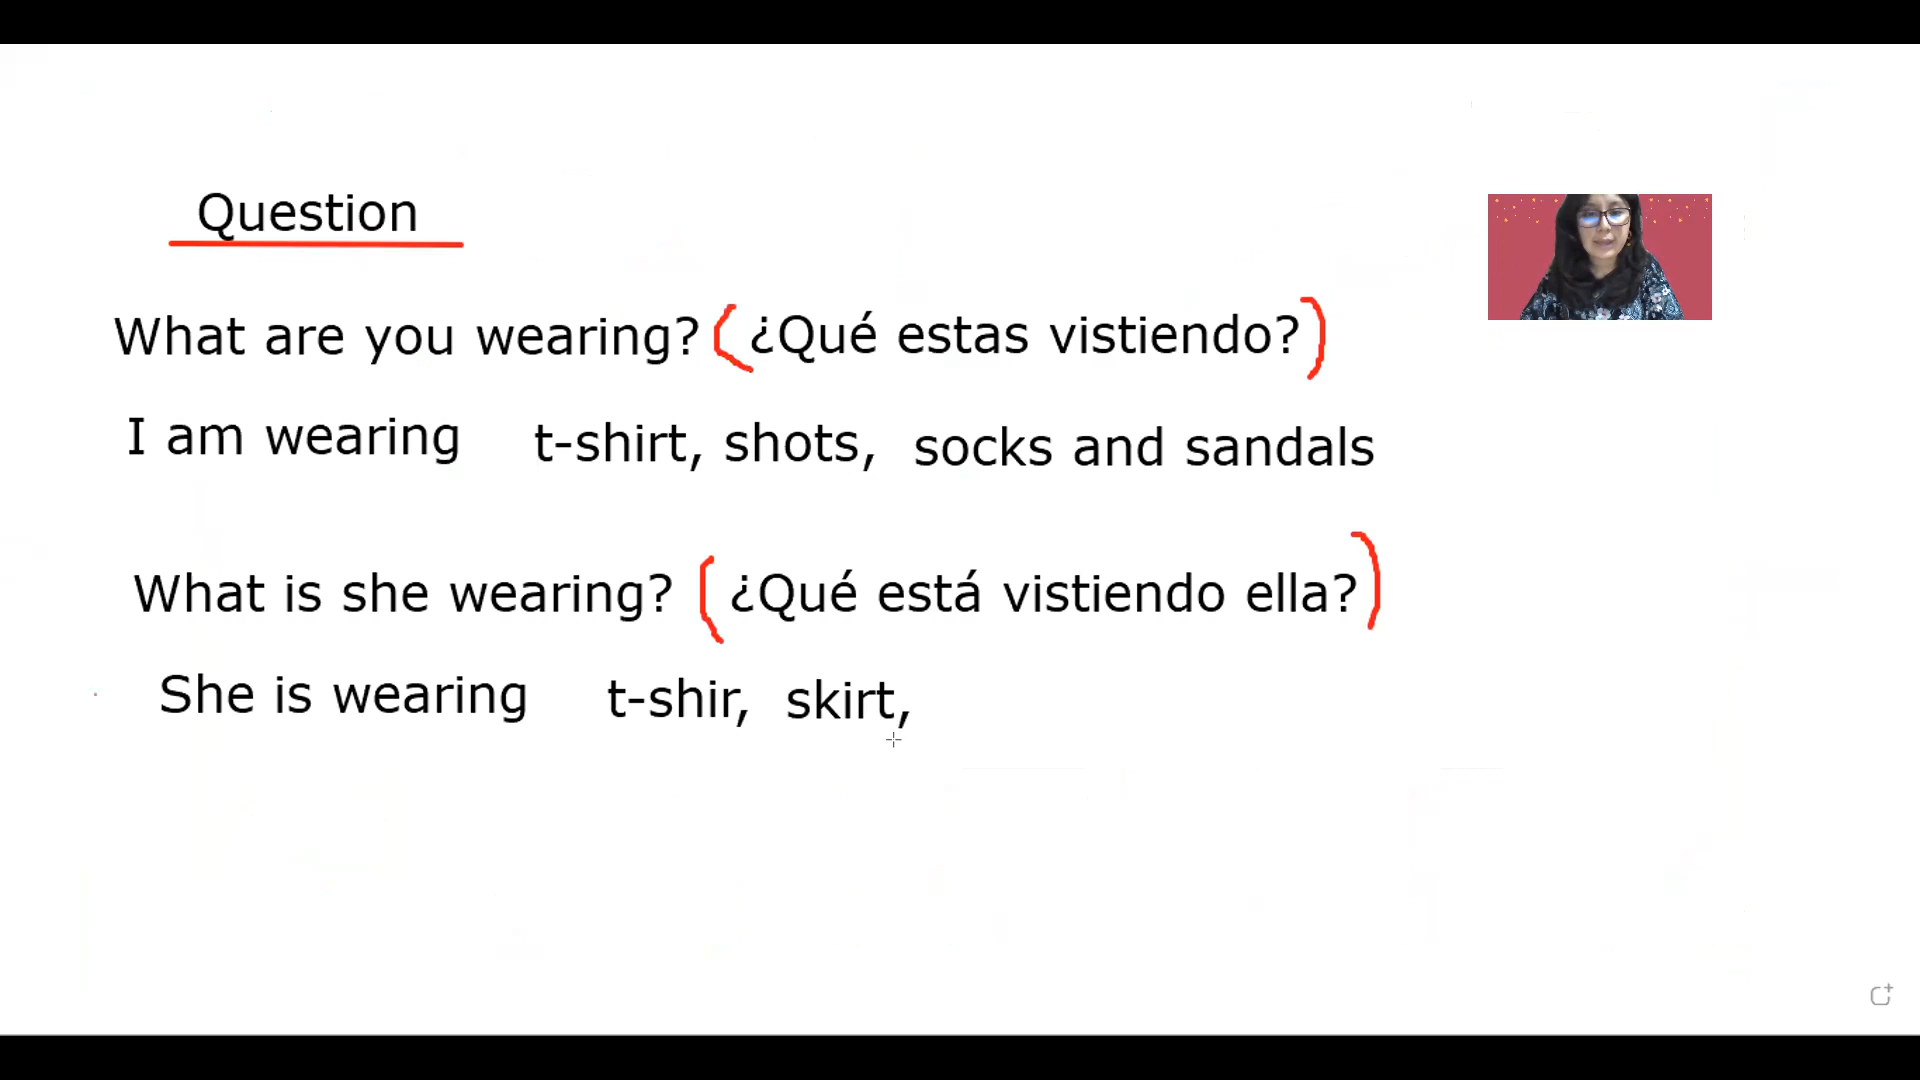 Question
What are you wearing? (¿Qué estas vistiendo?)
I am wearing t-shirt, shots, socks and sandals
What is she wearing? (¿Qué está vistiendo ella?)
She is wearing t-shir, skirt,